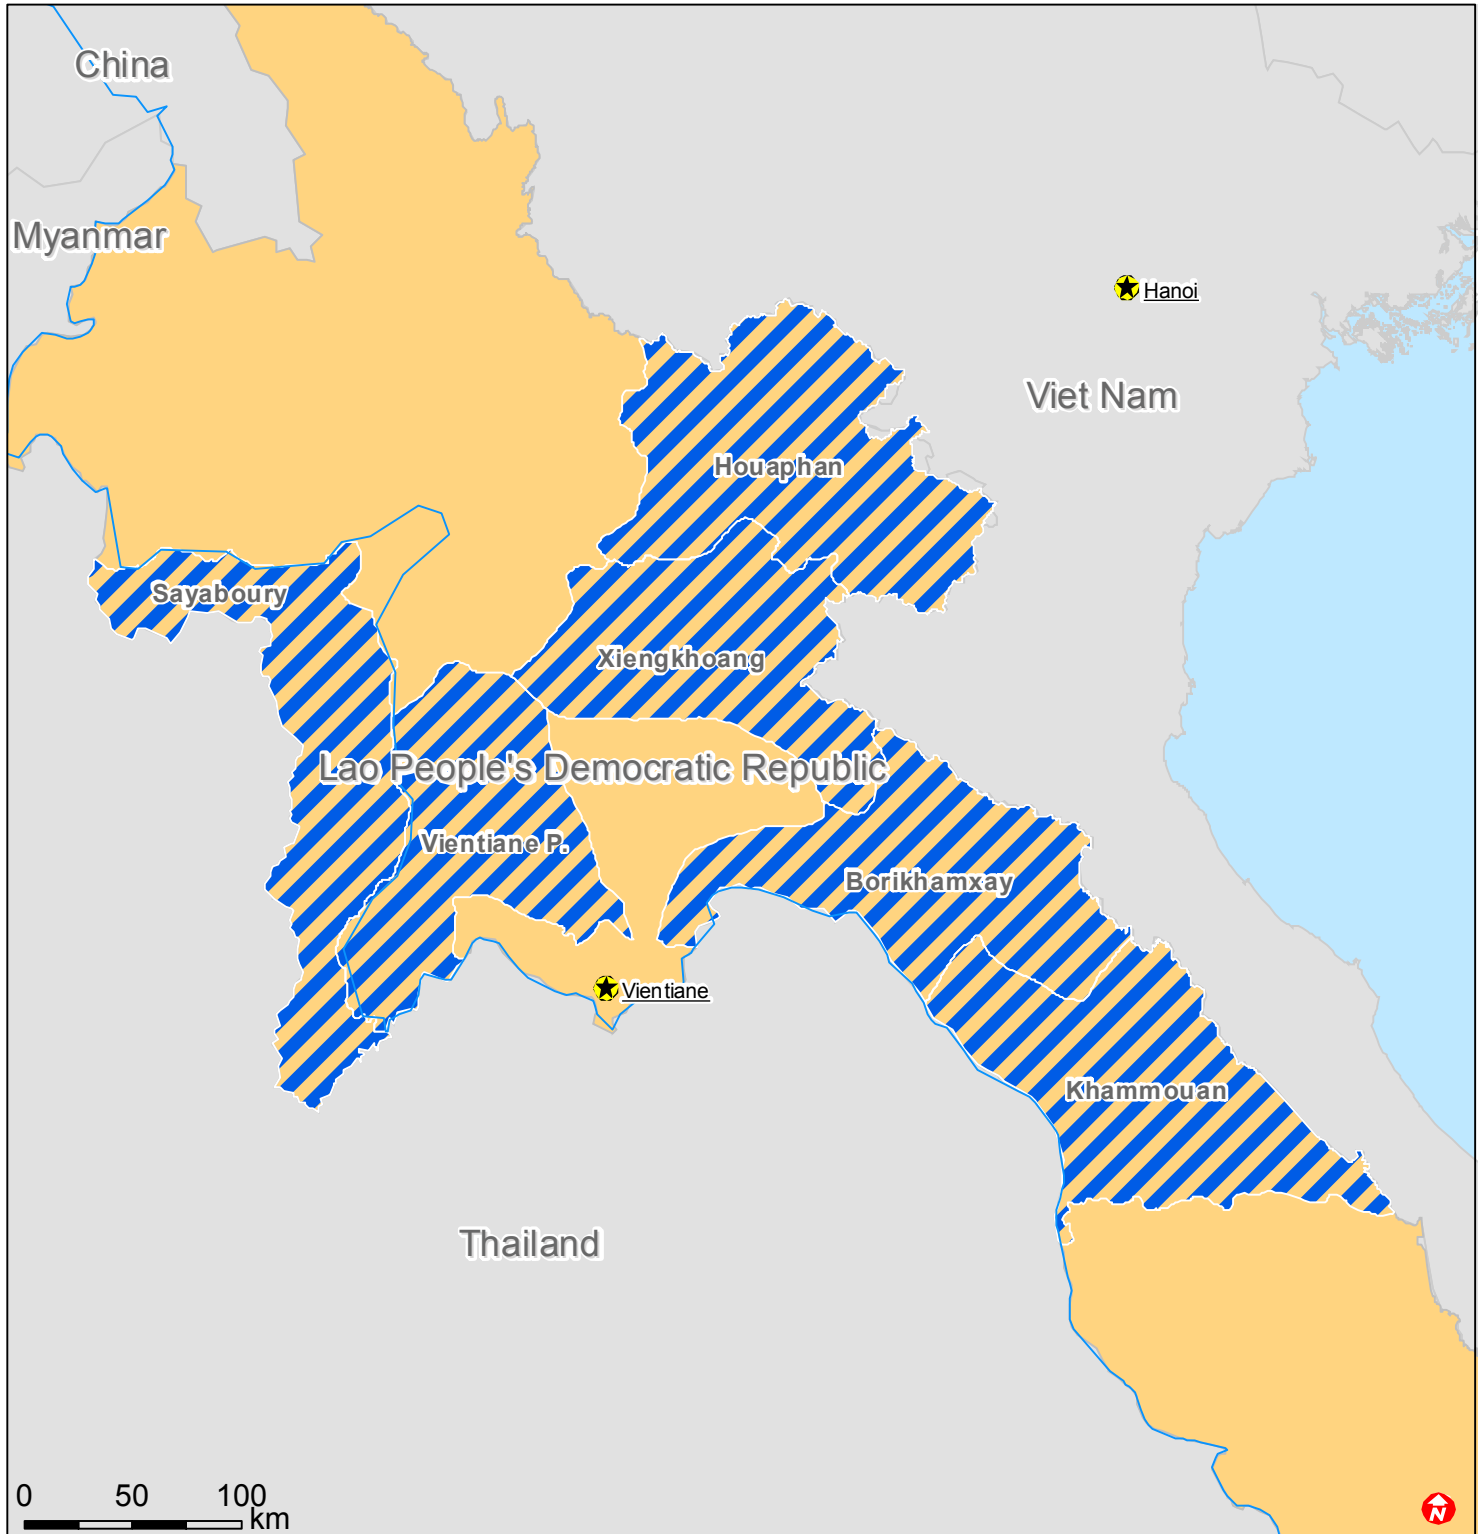 China
Myanmar
Hanoi
Viet Nam
Houaphan
Sayaboury
Xiengkhoang
Lao People's Democratic Republic
Vientiane P.
Borikhamxay
Vientiane
Khammouan
Thailand
0 50 100
km
N